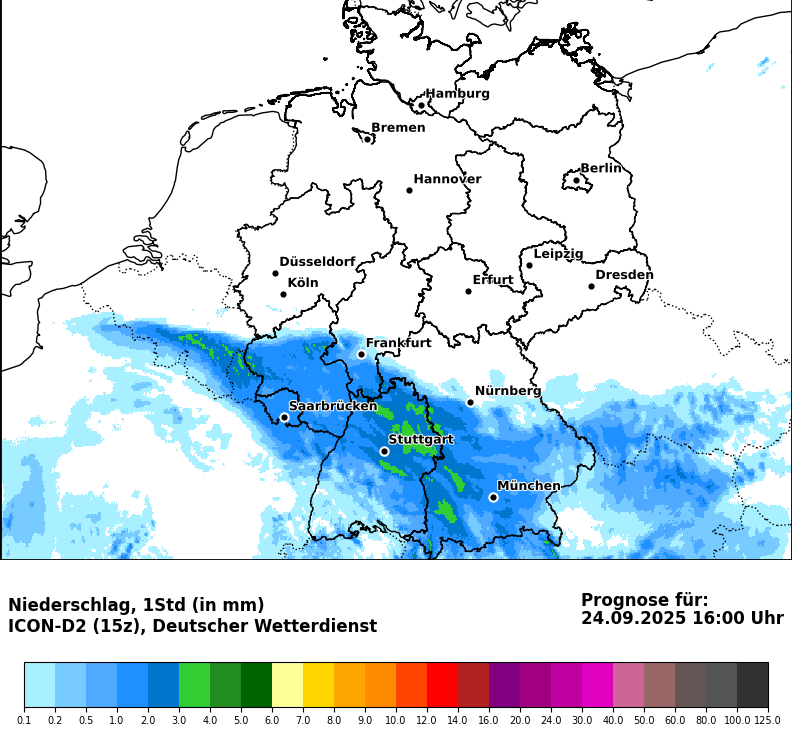 Hamburg
Bremen
Berlin
Hannover
Leipzig
Düsseldorf
Dresden
Köln
Erfurt
Frankfurt
Nürnberg
Saarbrücken
Stuttgart
München
Niederschlag, 1Std (in mm)
ICON-D2 (15z), Deutscher Wetterdienst
Prognose für:
24.09.2025 16:00 Uhr
0.1 0.2 0.5 1.0 2.0 3.0 4.0 5.0 6.0 7.0 8.0 9.0 10.0 12.0 14.0 16.0 20.0 24.0 30.0 40.0 50.0 60.0 80.0 100.0 125.0